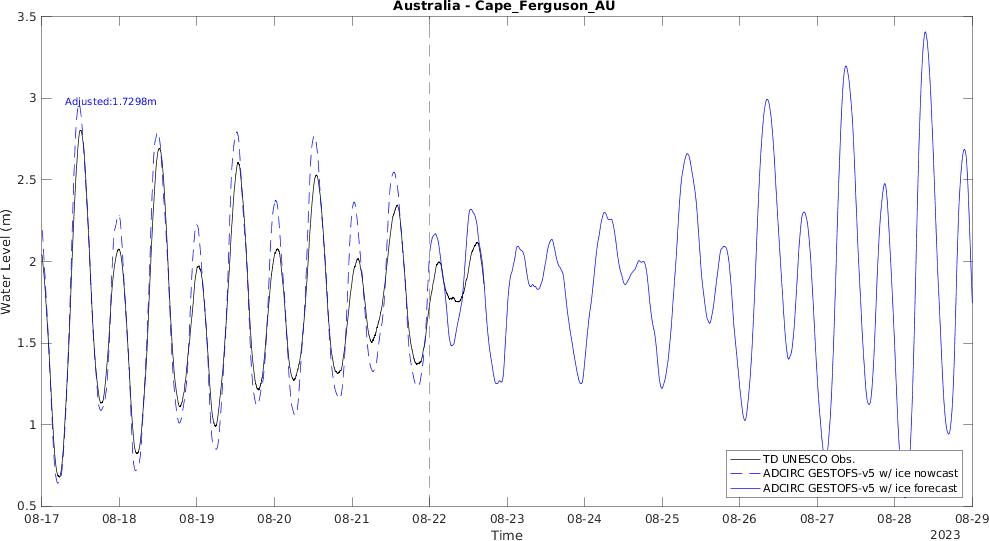 Australia - Cape_Ferguson_AU
3.5
3
2.5
2
1.5
1
0.5
Water Level (m)
Adjusted:1.7298m
TD UNESCO Obs.
ADCIRC GESTOFS-v5 w/ ice nowcast
ADCIRC GESTOFS-v5 w/ ice forecast
08-17 08-18 08-19 08-20 08-21 08-22 08-23 08-24 08-25 08-26 08-27 08-28 08-29
Time
2023